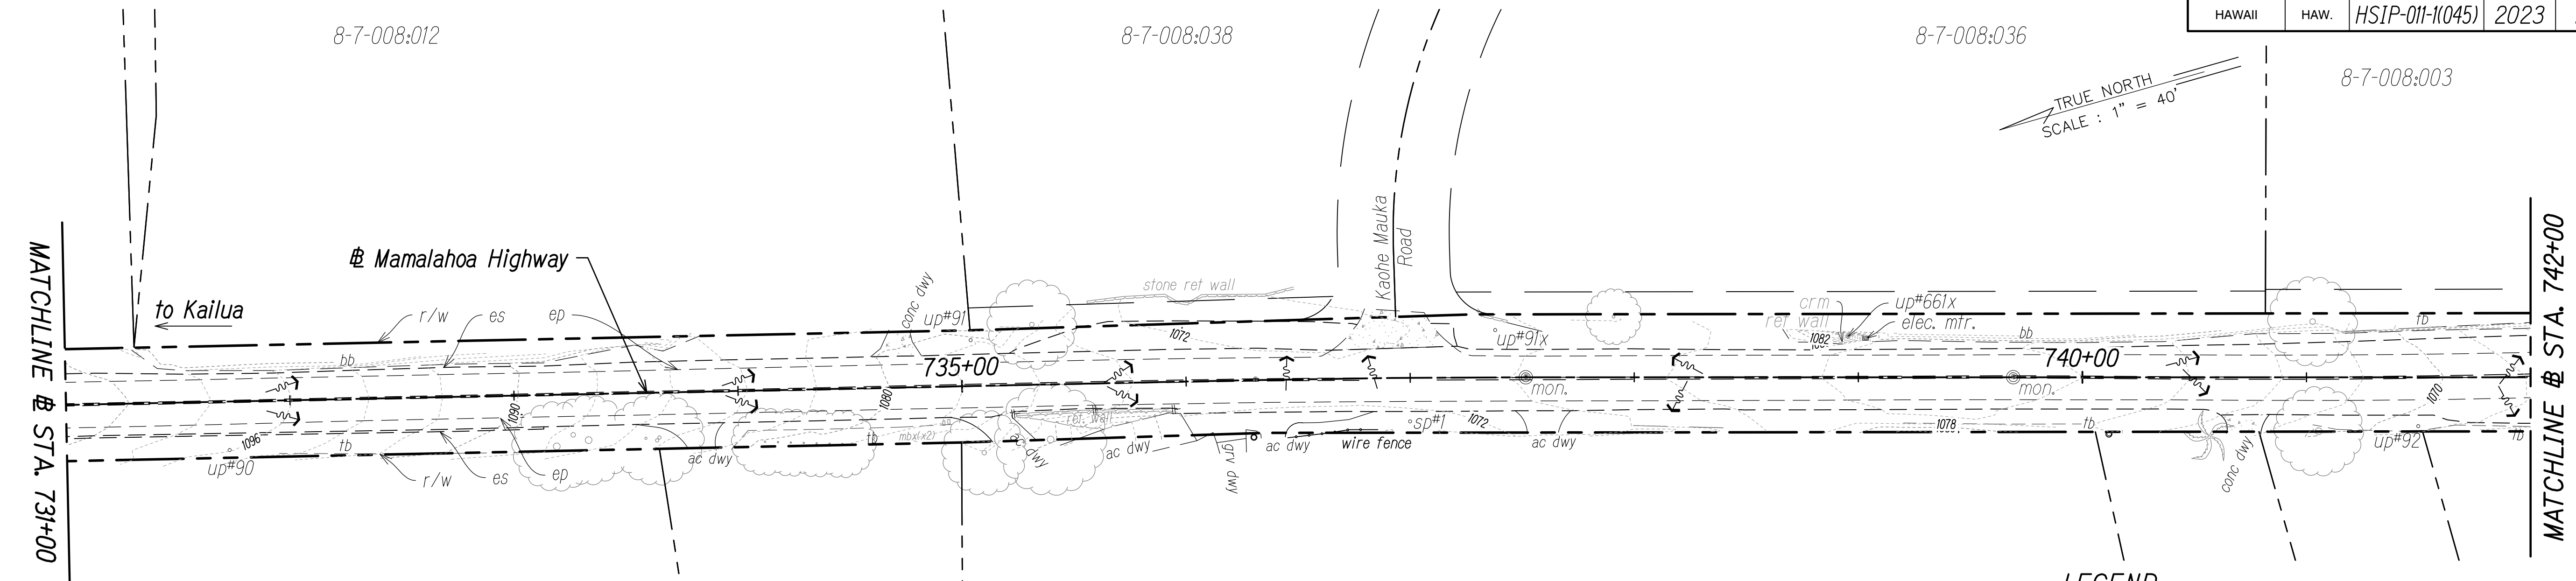 HAWAII HAW. HSIP-011-1(045) 2023
8-7-008:012
8-7-008:038
8-7-008:036
8-7-008:003
TRUE NORTH
SCALE : 1" = 40'
MATCHLINE ℄ STA. 731+00
℄ Mamalahoa Highway
to Kailua
r/w
es
ep
bb
conc dwy
up#91
stone ret wall
1072
Kaohe Mauka
Road
up#91x
crm
ret wall
up#661x
elec. mtr.
1082
bb
tb
735+00
740+00
mon.
mon.
1090
1080
1070
1096
tb
up#90
r/w
es
ep
ac dwy
tb
mbx(x2)
ret. wall
dwy
ac dwy
grv dwy
ac dwy
wire fence
sp#1
1072
ac dwy
1078
tb
conc dwy
up#92
tb
MATCHLINE ℄ STA. 742+00
LEGEND